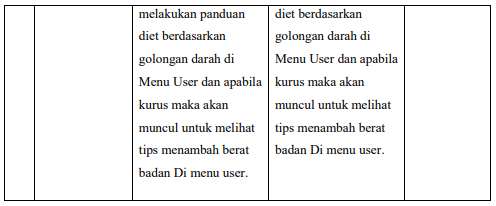 melakukan panduan
diet berdasarkan
golongan darah di
Menu User dan apabila
kurus maka akan
muncul untuk melihat
tips menambah berat
badan Di menu user.
diet berdasarkan
golongan darah di
Menu User dan apabila
kurus maka akan
muncul untuk melihat
tips menambah berat
badan Di menu user.